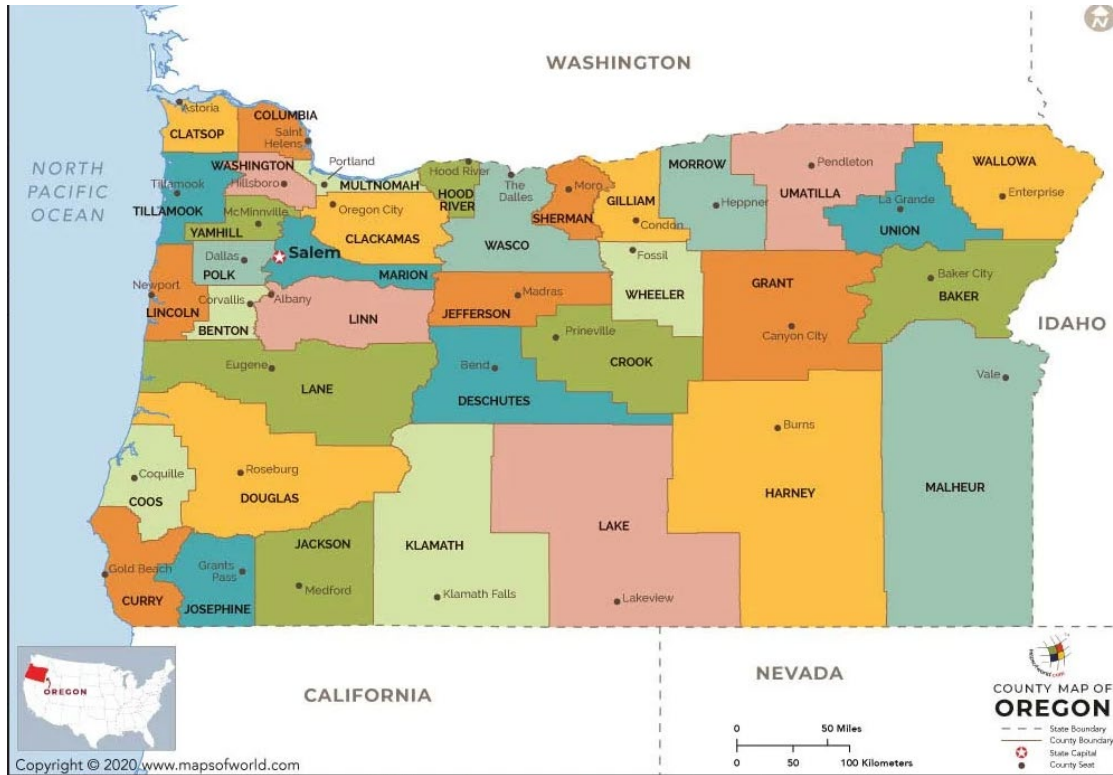 N
WASHINGTON
NORTH
PACIFIC
OCEAN
Astoria
CLATSOP
COLUMBIA
Saint
Helens
Portland
WASHINGTON
Hillsboro
MULTNOMAH
Tillamook
TILLAMOOK
McMinnville
YAMHILL
Oregon City
CLACKAMAS
Hood River
HOOD
RIVER
The
Dalles
WASCO
Moro
SHERMAN
GILLIAM
Condon
MORROW
Heppner
Pendleton
UMATILLA
La Grande
UNION
WALLOWA
Enterprise
Dallas
POLK
Salem
MARION
Newport
LINCOLN
Corvallis
BENTON
Albany
LINN
Madras
JEFFERSON
Fossil
WHEELER
GRANT
Canyon City
Baker City
BAKER
IDAHO
Eugene
LANE
Bend
DESCHUTES
Prineville
CROOK
Vale
Burns
HARNEY
MALHEUR
Coquille
COOS
Roseburg
DOUGLAS
KLAMATH
Klamath Falls
LAKE
Lakeview
Gold Beach
CURRY
Grants
Pass
JOSEPHINE
JACKSON
Medford
OREGON
CALIFORNIA
NEVADA
0 50 Miles
0 50 100 Kilometers
mapsofworld.com
COUNTY MAP OF
OREGON
State Boundary
County Boundary
State Capital
County Seat
Copyright © 2020 www.mapsofworld.com